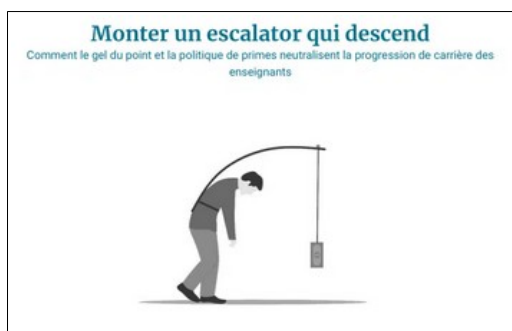 Monter un escalator qui descend
Comment le gel du point et la politique de primes neutralisent la progression de carrière des
enseignants